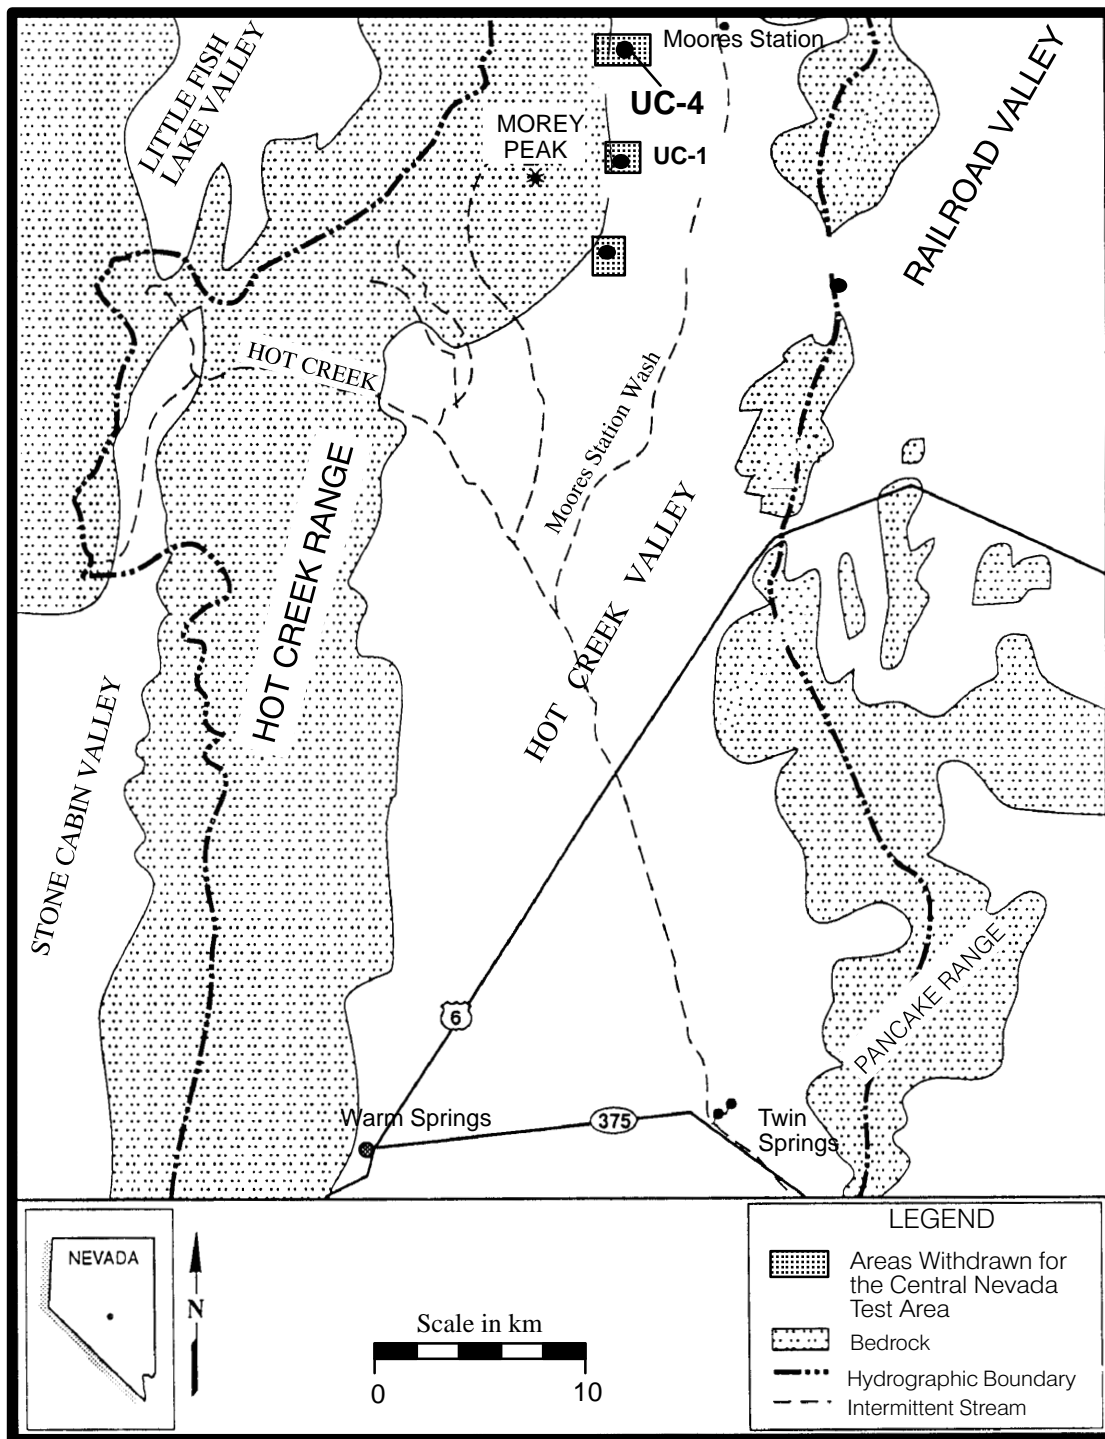 Moores Station
UC-4
LITTLE FISH
LAKE VALLEY
RAILROAD VALLEY
MOREY
PEAK
UC-1
HOT CREEK
Moores Station Wash
HOT CREEK RANGE
HOT CREEK VALLEY
STONE CABIN VALLEY
PANCAKE RANGE
6
Warm Springs
375
Twin
Springs
NEVADA
N
Scale in km
0 10
LEGEND
Areas Withdrawn for
the Central Nevada
Test Area
Bedrock
Hydrographic Boundary
Intermittent Stream